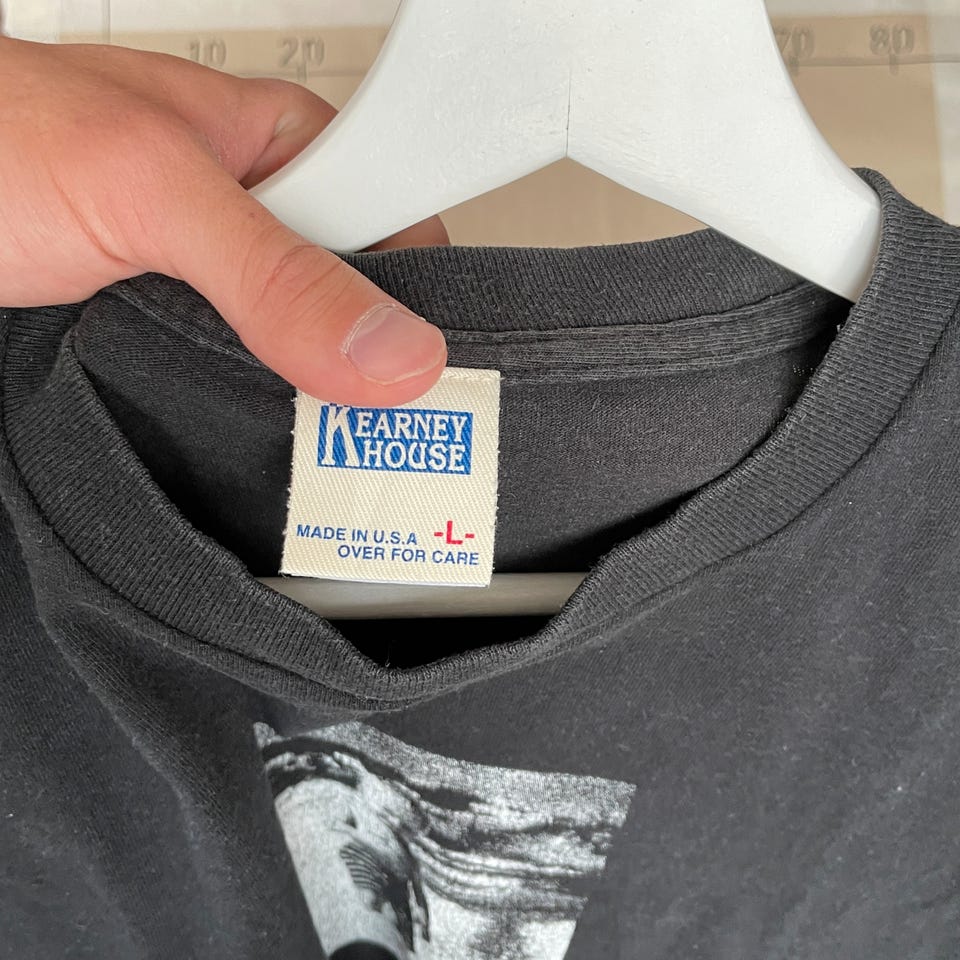 10 20 70 80
KEARNEY
HOUSE
MADE IN U.S.A -L-
OVER FOR CARE